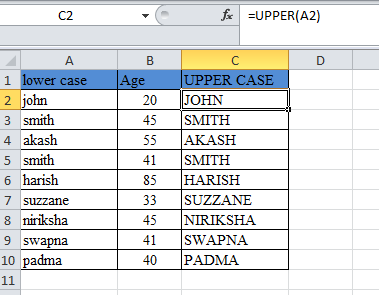 C2 fx =UPPER(A2)
A B C D
1 lower case Age UPPER CASE
2 john 20 JOHN
3 smith 45 SMITH
4 akash 55 AKASH
5 smith 41 SMITH
6 harish 85 HARISH
7 suzzane 33 SUZZANE
8 niriksha 45 NIRIKSHA
9 swapna 41 SWAPNA
10 padma 40 PADMA
11